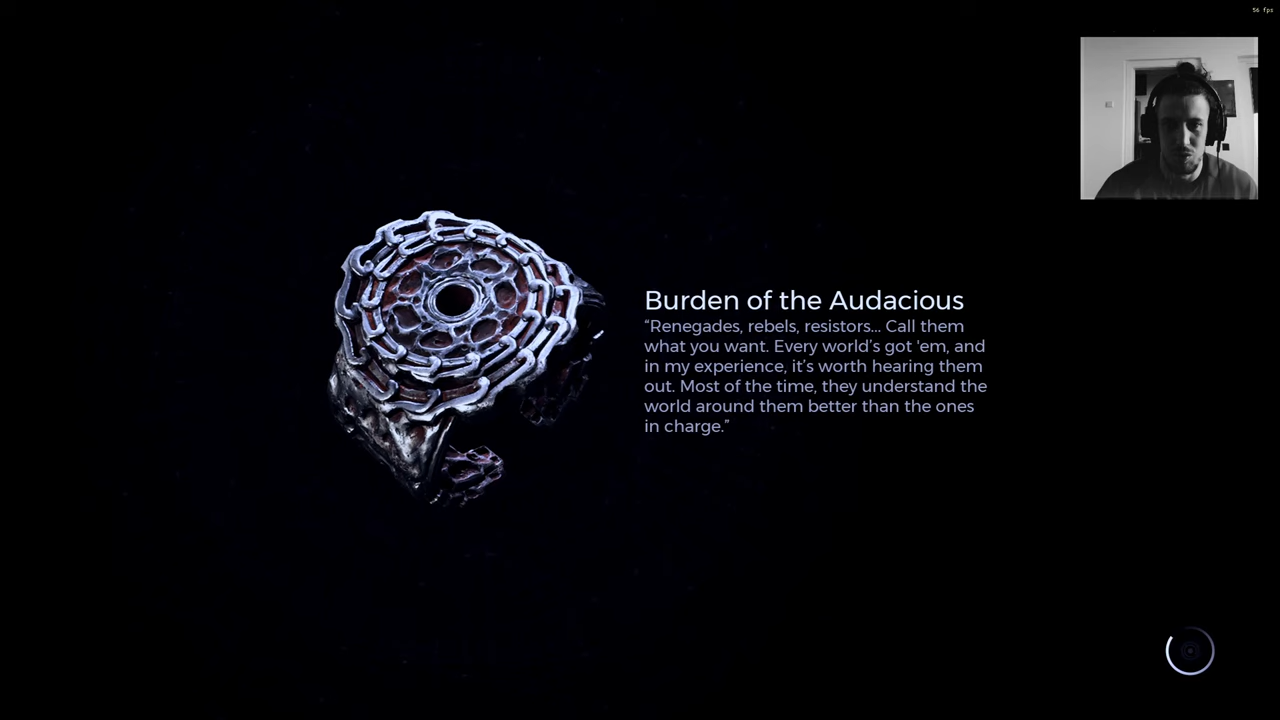 56 fps
Burden of the Audacious
“Renegades, rebels, resistors... Call them
what you want. Every world’s got 'em, and
in my experience, it’s worth hearing them
out. Most of the time, they understand the
world around them better than the ones
in charge.”